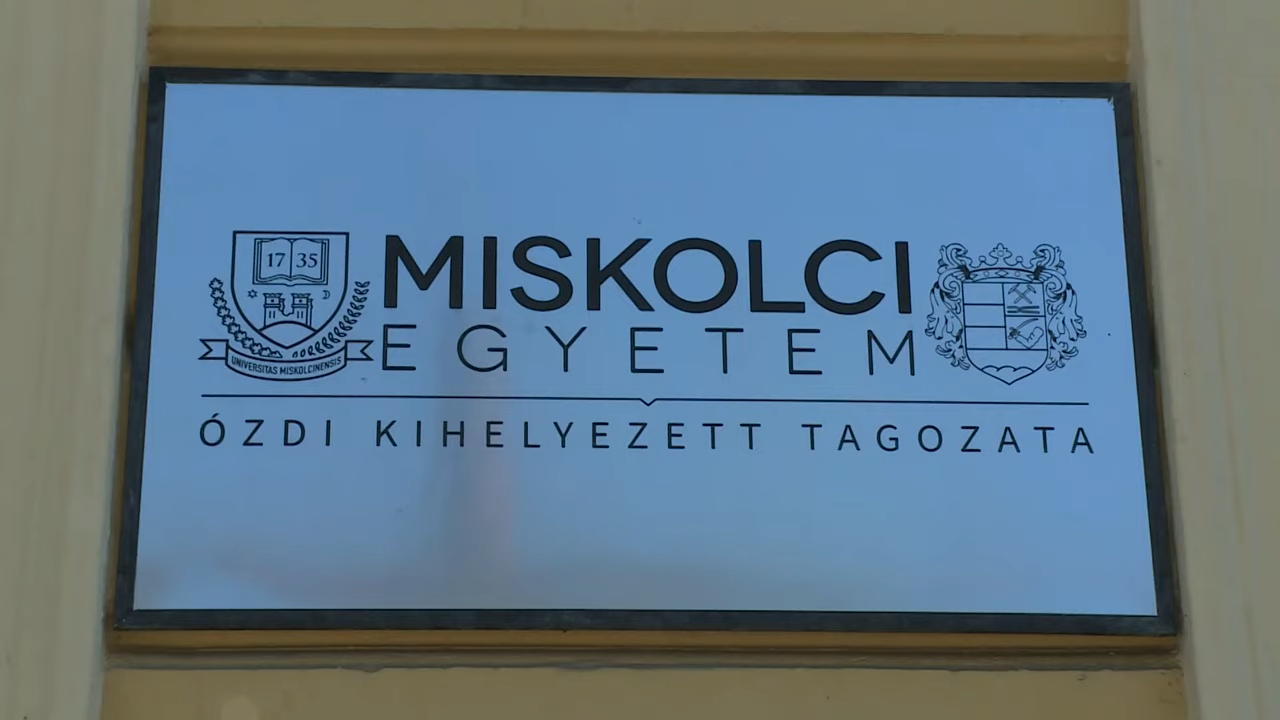 17 35
UNIVERSITAS MISKOLCINENSIS
MISKOLCI
EGYETEM
ÓZDI KIHELYEZETT TAGOZATA